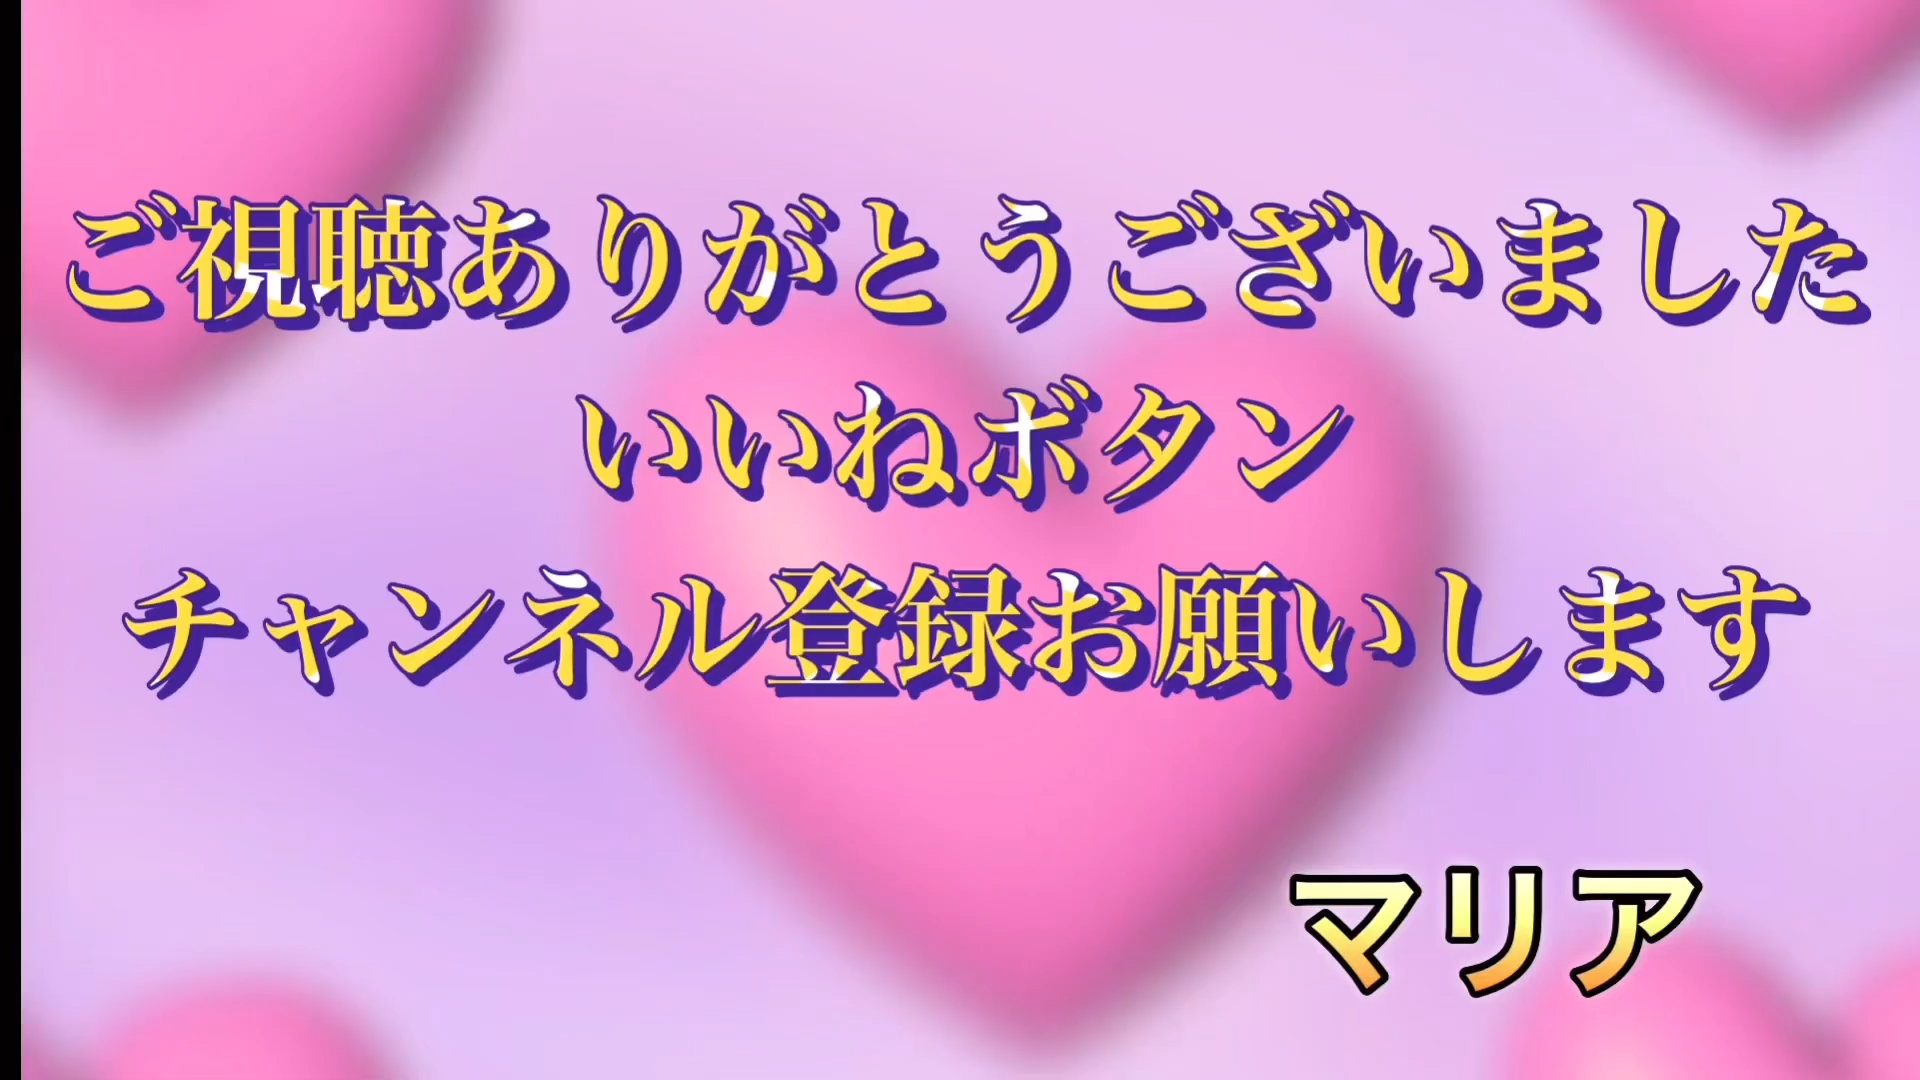 ご視聴ありがとうございました
いいねボタン
チャンネル登録お願いします
マリア